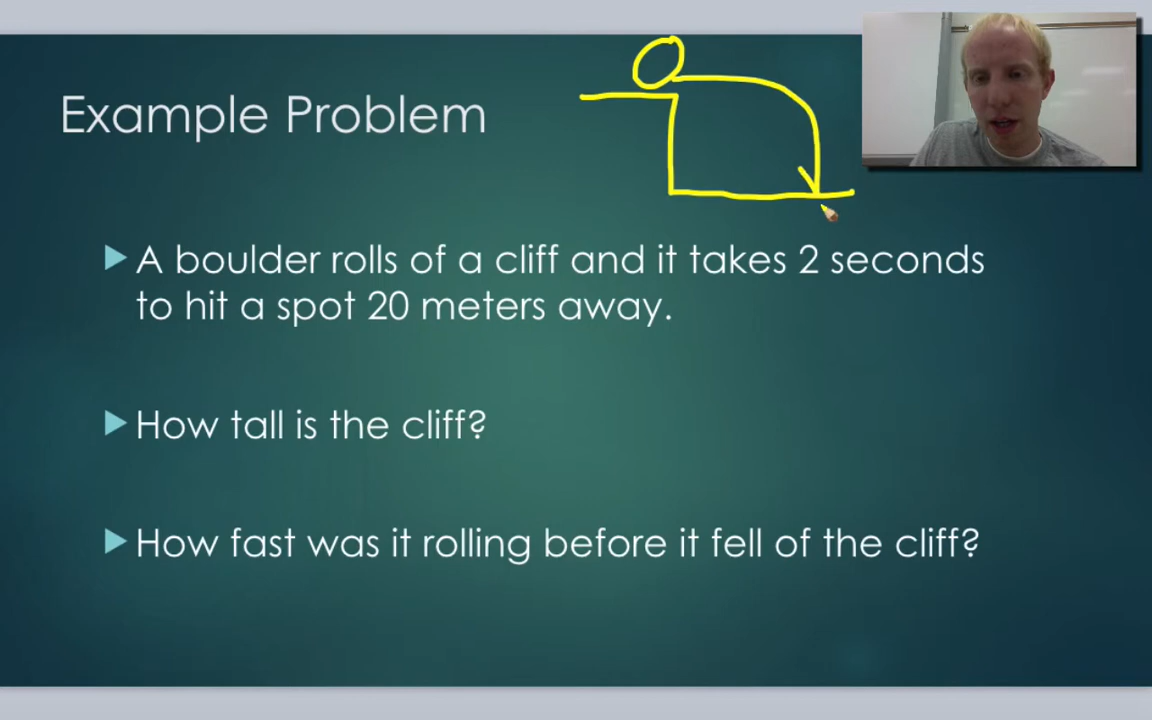 Example Problem
A boulder rolls of a cliff and it takes 2 seconds
to hit a spot 20 meters away.
How tall is the cliff?
How fast was it rolling before it fell of the cliff?